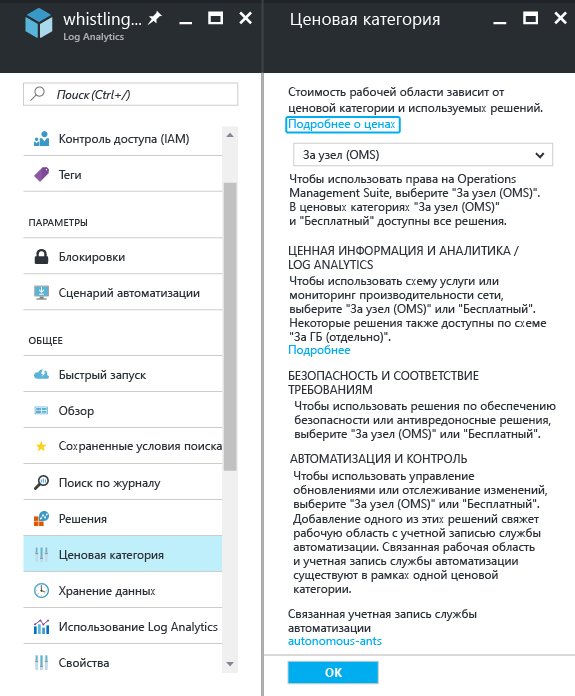 whistling...
Log Analytics
Поиск (Ctrl+/)
Контроль доступа (IAM)
Теги
ПАРАМЕТРЫ
Блокировки
Сценарий автоматизации
ОБЩЕЕ
Быстрый запуск
Обзор
Сохраненные условия поиска
Поиск по журналу
Решения
Ценовая категория
Хранение данных
Использование Log Analytics
Свойства
Ценовая категория
Стоимость рабочей области зависит от
ценовой категории и используемых решений.
Подробнее о ценах
За узел (OMS)
Чтобы использовать права на Operations
Management Suite, выберите "За узел (OMS)".
В ценовых категориях "За узел (OMS)"
и "Бесплатный" доступны все решения.
ЦЕННАЯ ИНФОРМАЦИЯ И АНАЛИТИКА /
LOG ANALYTICS
Чтобы использовать схему услуги или
мониторинг производительности сети,
выберите "За узел (OMS)" или "Бесплатный".
Некоторые решения также доступны по схеме
"За ГБ (отдельно)".
Подробнее
БЕЗОПАСНОСТЬ И СООТВЕТСТВИЕ
ТРЕБОВАНИЯМ
Чтобы использовать решения по обеспечению
безопасности или антивредоносные решения,
выберите "За узел (OMS)" или "Бесплатный".
АВТОМАТИЗАЦИЯ И КОНТРОЛЬ
Чтобы использовать управление
обновлениями или отслеживание изменений,
выберите "За узел (OMS)" или "Бесплатный".
Добавление одного из этих решений свяжет
рабочую область с учетной записью службы
автоматизации. Связанная рабочая область
и учетная запись службы автоматизации
существуют в рамках одной ценовой
категории.
Связанная учетная запись службы
автоматизации
autonomous-ants
OK